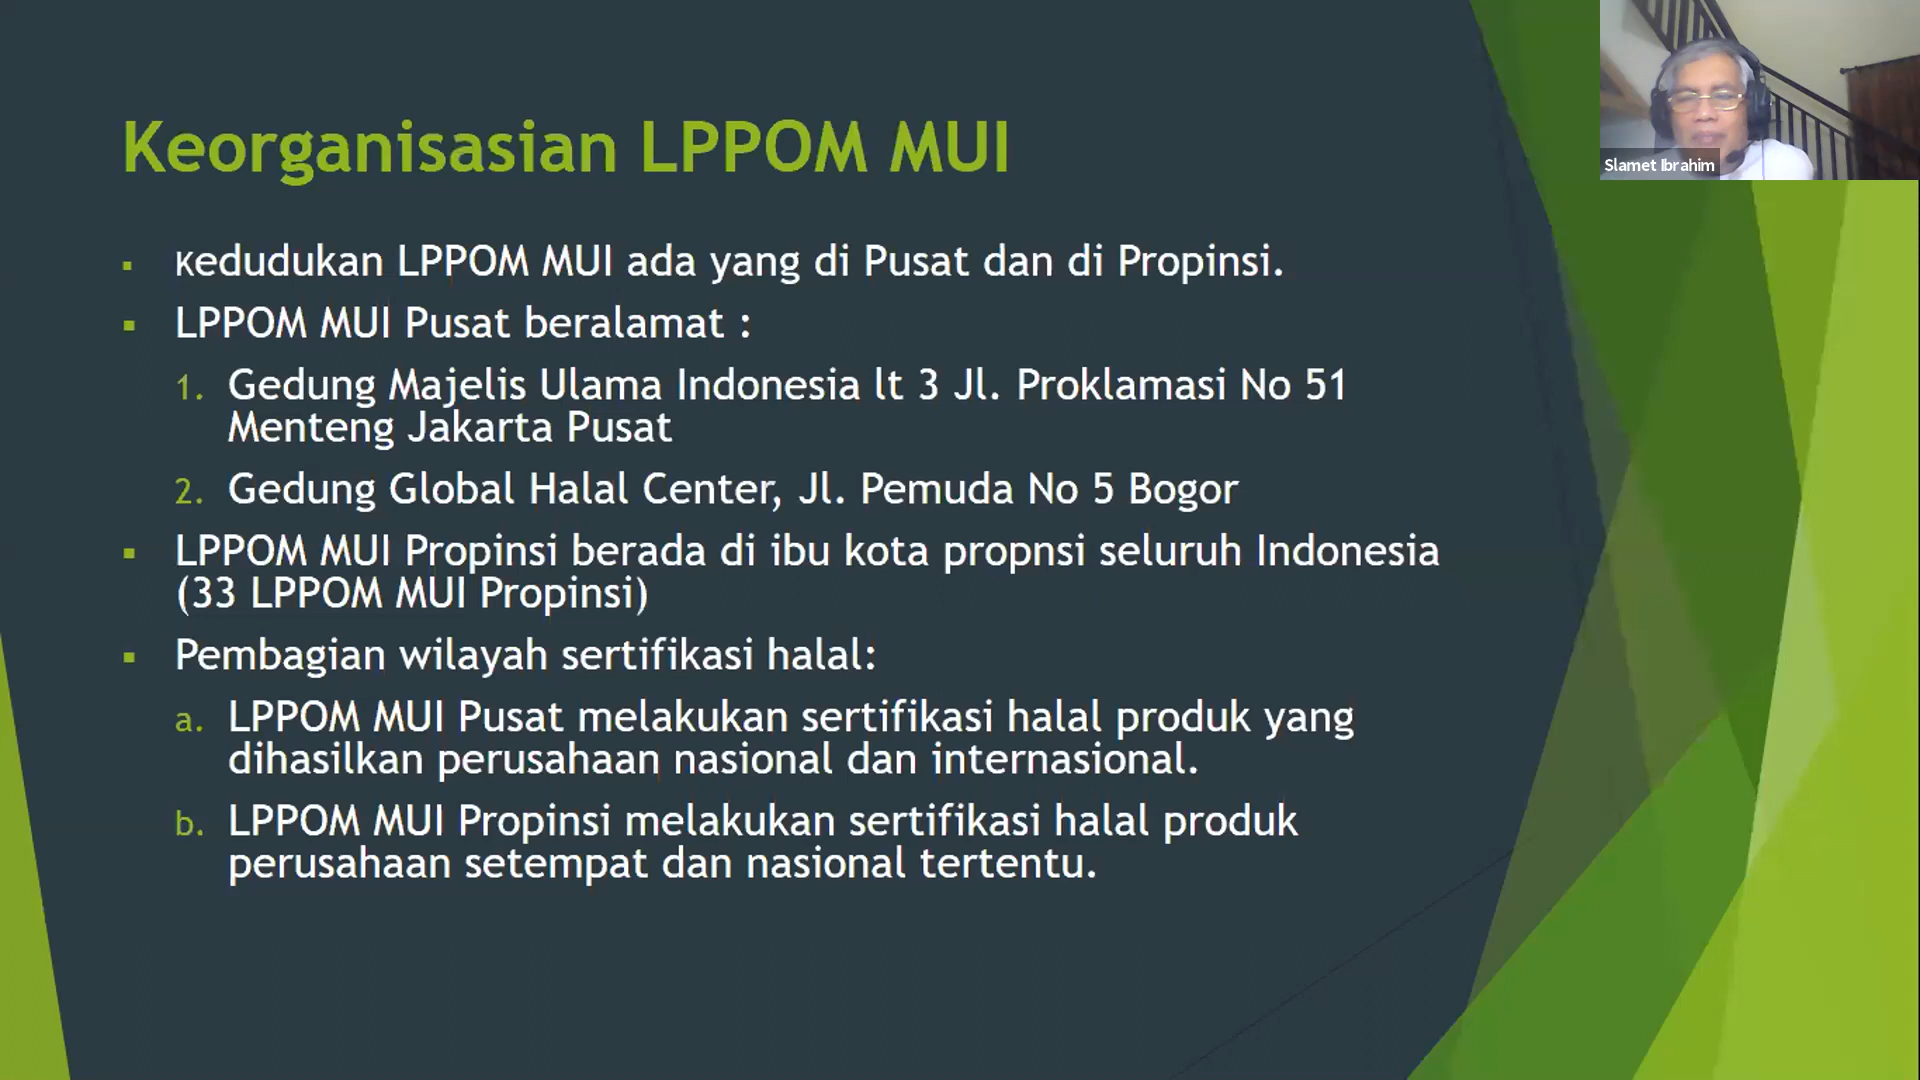 Keorganisasian LPPOM MUI
Slamet Ibrahim
▪ Kedudukan LPPOM MUI ada yang di Pusat dan di Propinsi.
▪ LPPOM MUI Pusat beralamat :
1. Gedung Majelis Ulama Indonesia lt 3 Jl. Proklamasi No 51
Menteng Jakarta Pusat
2. Gedung Global Halal Center, Jl. Pemuda No 5 Bogor
▪ LPPOM MUI Propinsi berada di ibu kota propnsi seluruh Indonesia
(33 LPPOM MUI Propinsi)
▪ Pembagian wilayah sertifikasi halal:
a. LPPOM MUI Pusat melakukan sertifikasi halal produk yang
dihasilkan perusahaan nasional dan internasional.
b. LPPOM MUI Propinsi melakukan sertifikasi halal produk
perusahaan setempat dan nasional tertentu.